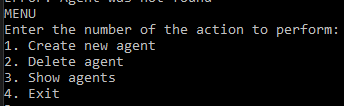 Error: Agent was not found
MENU
Enter the number of the action to perform:
1. Create new agent
2. Delete agent
3. Show agents
4. Exit